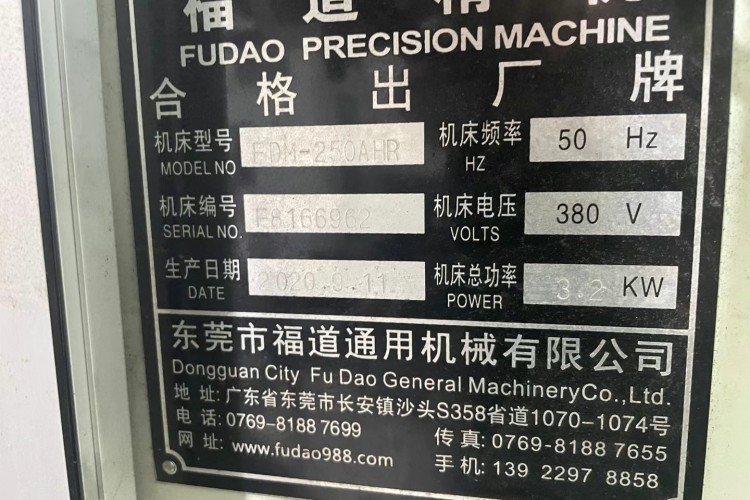 福道精机
FUDAO PRECISION MACHINE
合格出厂牌
机床型号 FDM-250AHR 机床频率 50 Hz
MODEL NO HZ
机床编号 F8166962 机床电压 380 V
SERIAL NO. VOLTS
生产日期 2020.9.11 机床总功率 3.2 KW
DATE POWER
东莞市福道通用机械有限公司
Dongguan City Fu Dao General MachineryCo.,Ltd.
地 址: 广东省东莞市长安镇沙头S358省道1070-1074号
电 话: 0769-8188 7699 传 真: 0769-8188 7655
网 址: www.fudao988.com 手 机: 139 2297 8858